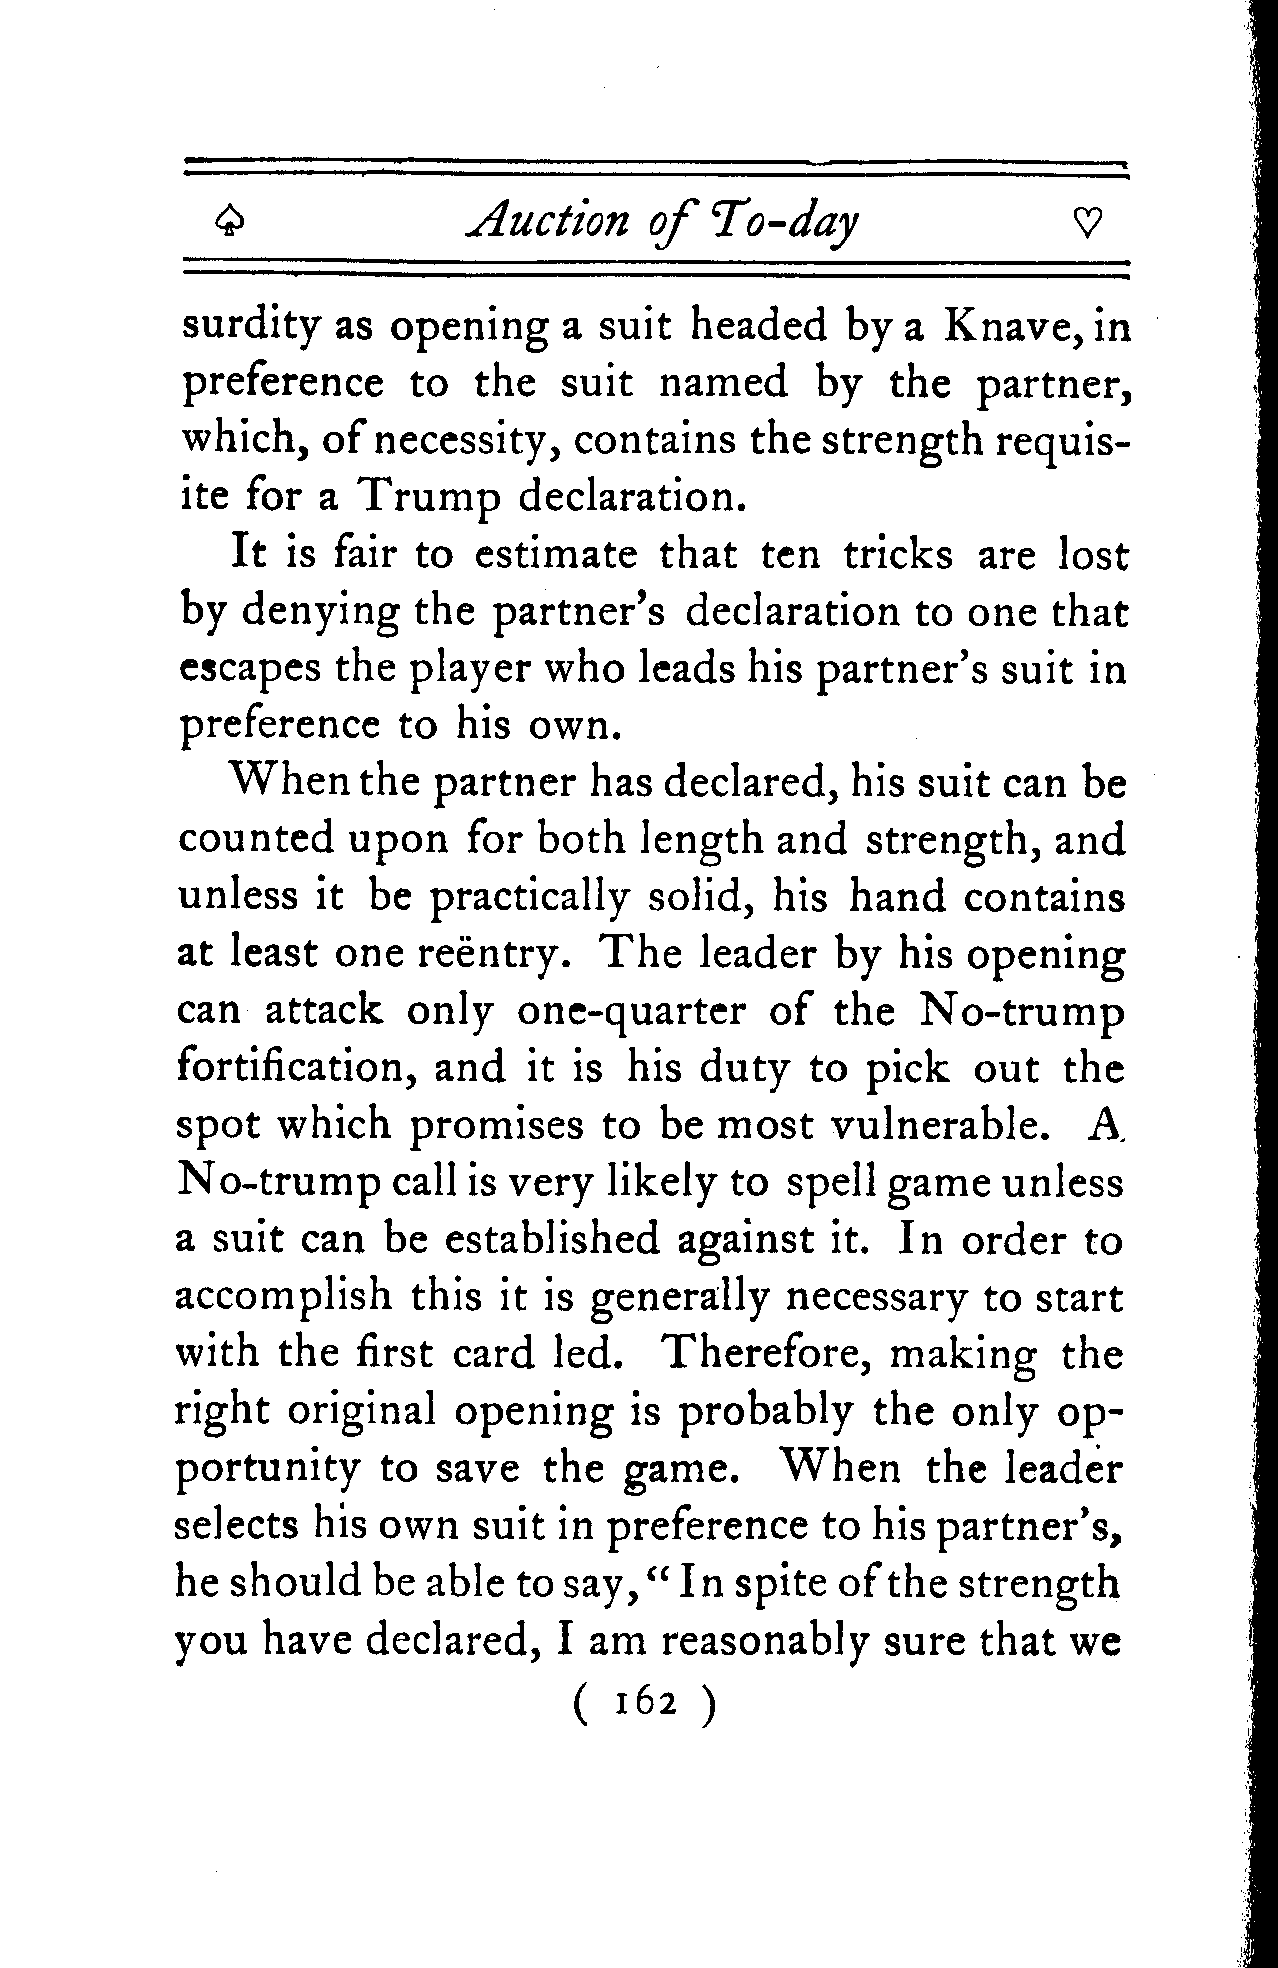 ♤ Auction of To-day ♡
surdity as opening a suit headed by a Knave, in
preference to the suit named by the partner,
which, of necessity, contains the strength requis-
ite for a Trump declaration.
It is fair to estimate that ten tricks are lost
by denying the partner's declaration to one that
escapes the player who leads his partner's suit in
preference to his own.
When the partner has declared, his suit can be
counted upon for both length and strength, and
unless it be practically solid, his hand contains
at least one reëntry. The leader by his opening
can attack only one-quarter of the No-trump
fortification, and it is his duty to pick out the
spot which promises to be most vulnerable. A
No-trump call is very likely to spell game unless
a suit can be established against it. In order to
accomplish this it is generally necessary to start
with the first card led. Therefore, making the
right original opening is probably the only op-
portunity to save the game. When the leader
selects his own suit in preference to his partner's,
he should be able to say, “ In spite of the strength
you have declared, I am reasonably sure that we
( 162 )